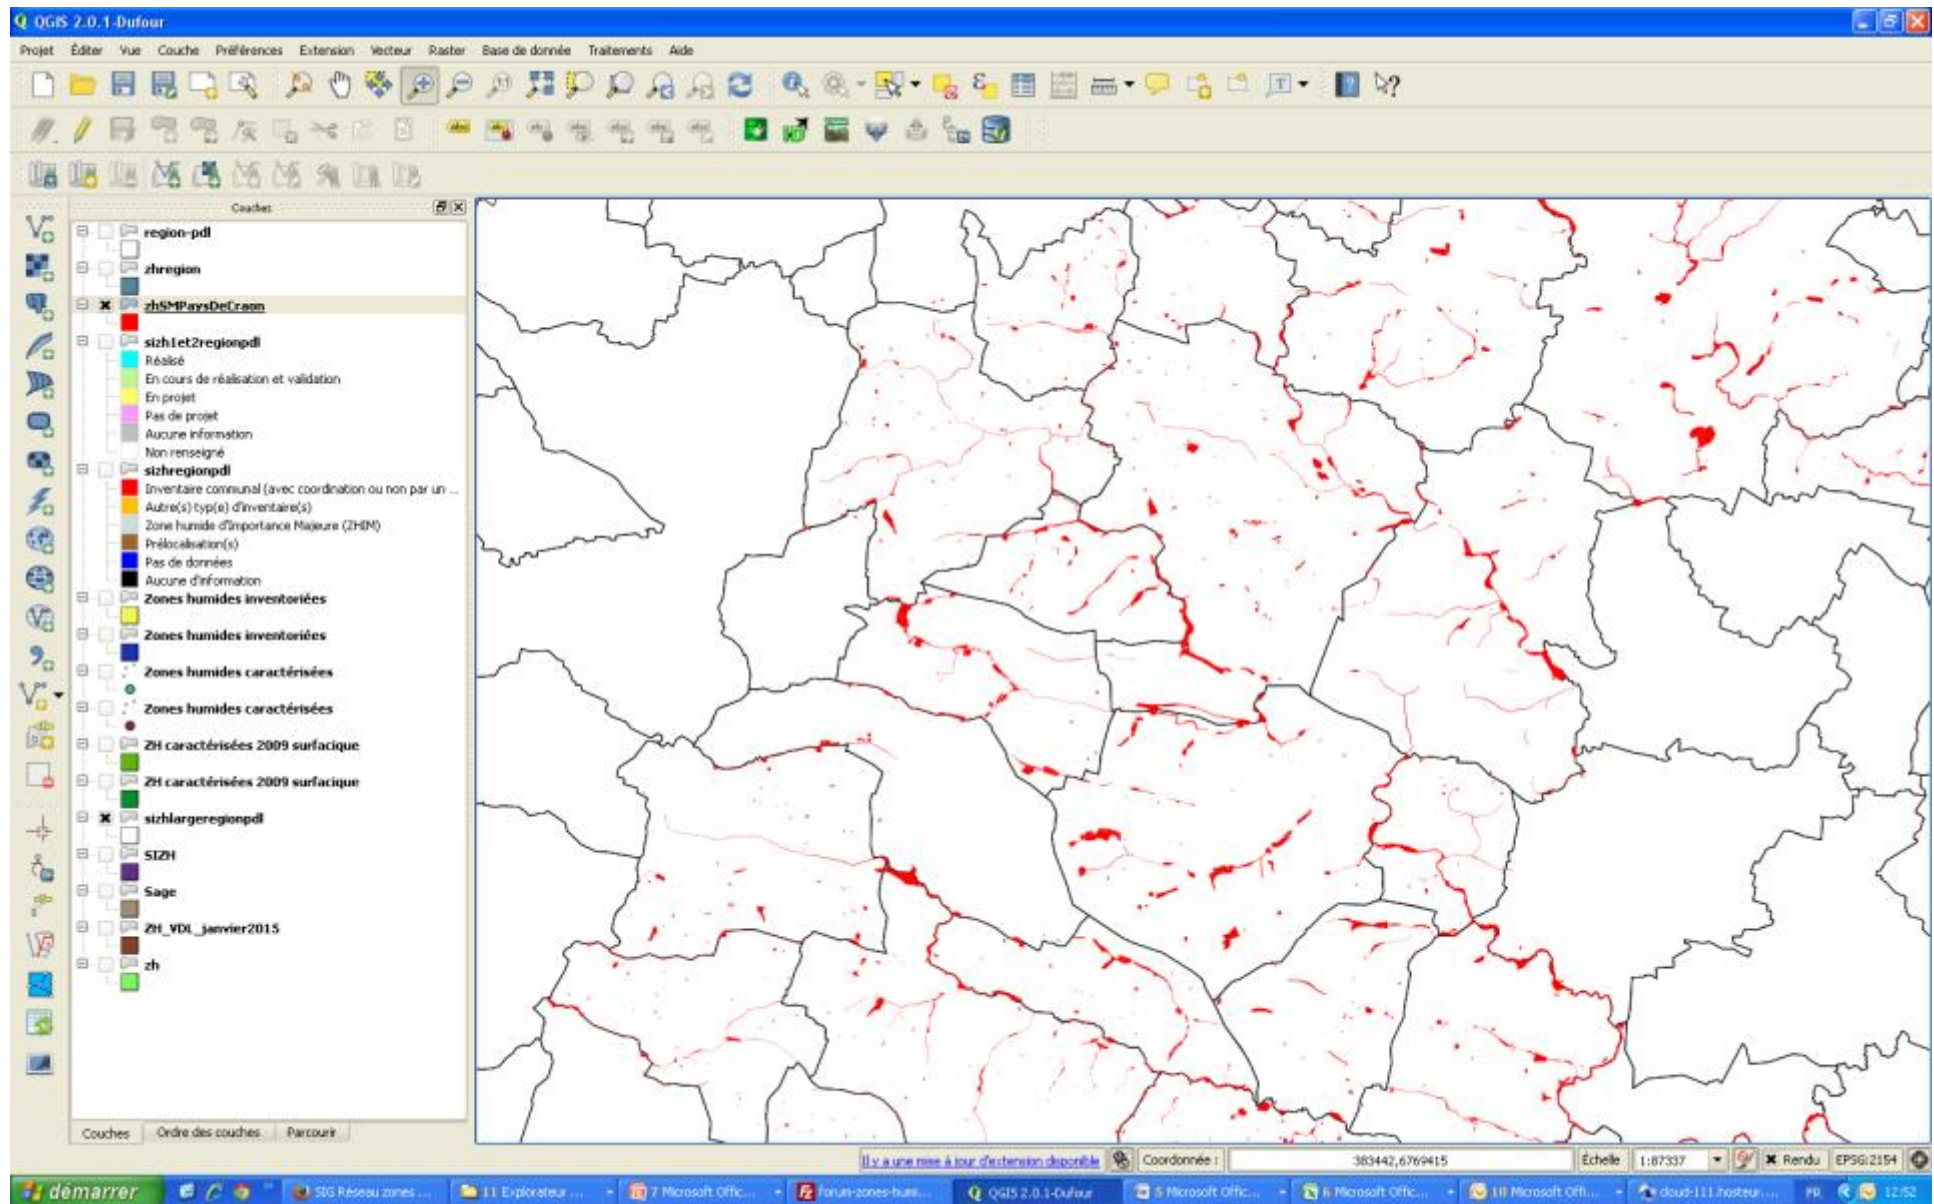 QGIS 2.0.1-Dufour
Projet Éditer Vue Couche Préférences Extension Vecteur Raster Base de donnée Traitements Aide
Couches
region-pdl
zhregion
zhSMPaysDeCraon
sizh1et2regionpdl
Réalisé
En cours de réalisation et validation
En projet
Pas de projet
Aucune information
Non renseigné
sizhregionpdl
Inventaire communal (avec coordination ou non par un ...
Autre(s) typ(e) d'inventaire(s)
Zone humide d'Importance Majeure (ZHIM)
Prélocalisation(s)
Pas de données
Aucune d'information
Zones humides inventoriées
Zones humides inventoriées
Zones humides caractérisées
Zones humides caractérisées
ZH caractérisées 2009 surfacique
ZH caractérisées 2009 surfacique
sizhlargeregionpdl
SIZH
Sage
ZH_VDL_janvier2015
zh
Couches Ordre des couches Parcourir
Il y a une mise à jour d'extension disponible Coordonnée : 383442,6769415 Échelle 1:87337 Rendu EPSG:2154
démarrer SIG Réseau zones ... 11 Explorateur ... 7 Microsoft Offic... forum-zones-humi... QGIS 2.0.1-Dufour 5 Microsoft Offic... 6 Microsoft Offic... 10 Microsoft Offi... cloud-111.hosteur.... FR 12:52